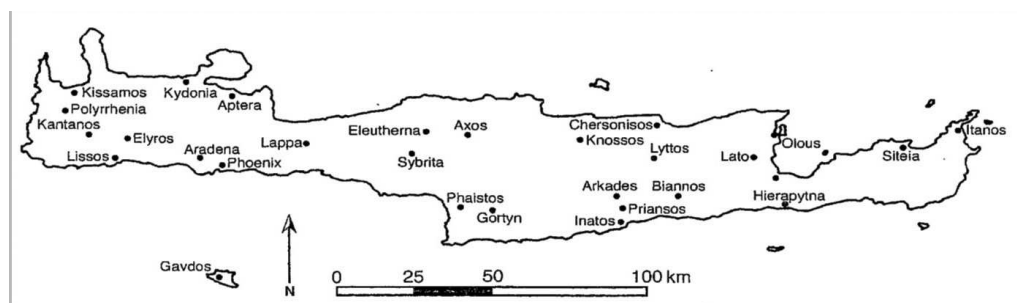 Kissamos
Kydonia
Polyrrhenia
Aptera
Kantanos
Elyros
Lissos
Aradena
Phoenix
Lappa
Eleutherna
Axos
Sybrita
Chersonisos
Knossos
Lyttos
Lato
Olous
Siteia
Itanos
Phaistos
Gortyn
Arkades
Biannos
Priansos
Inatos
Hierapytna
Gavdos
N
0 25 50 100 km